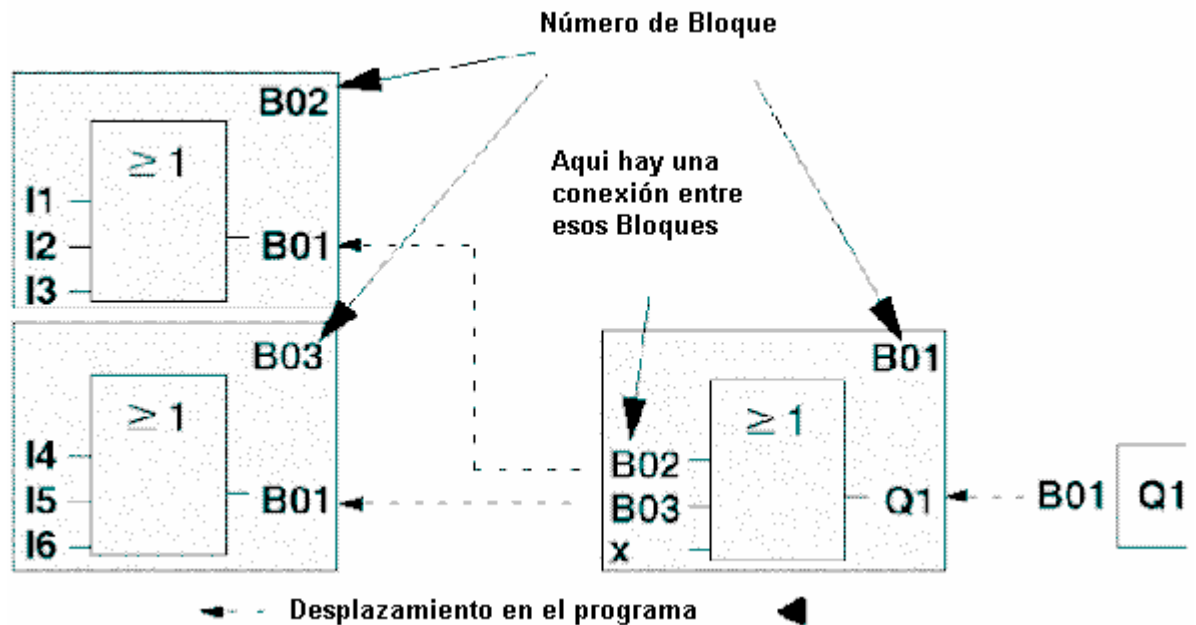 Número de Bloque
B02
≥ 1
I1
I2
I3
B01
Aqui hay una
conexión entre
esos Bloques
B03
≥ 1
I4
I5
I6
B01
B01
≥ 1
B02
B03
x
Q1
B01
Q1
Desplazamiento en el programa